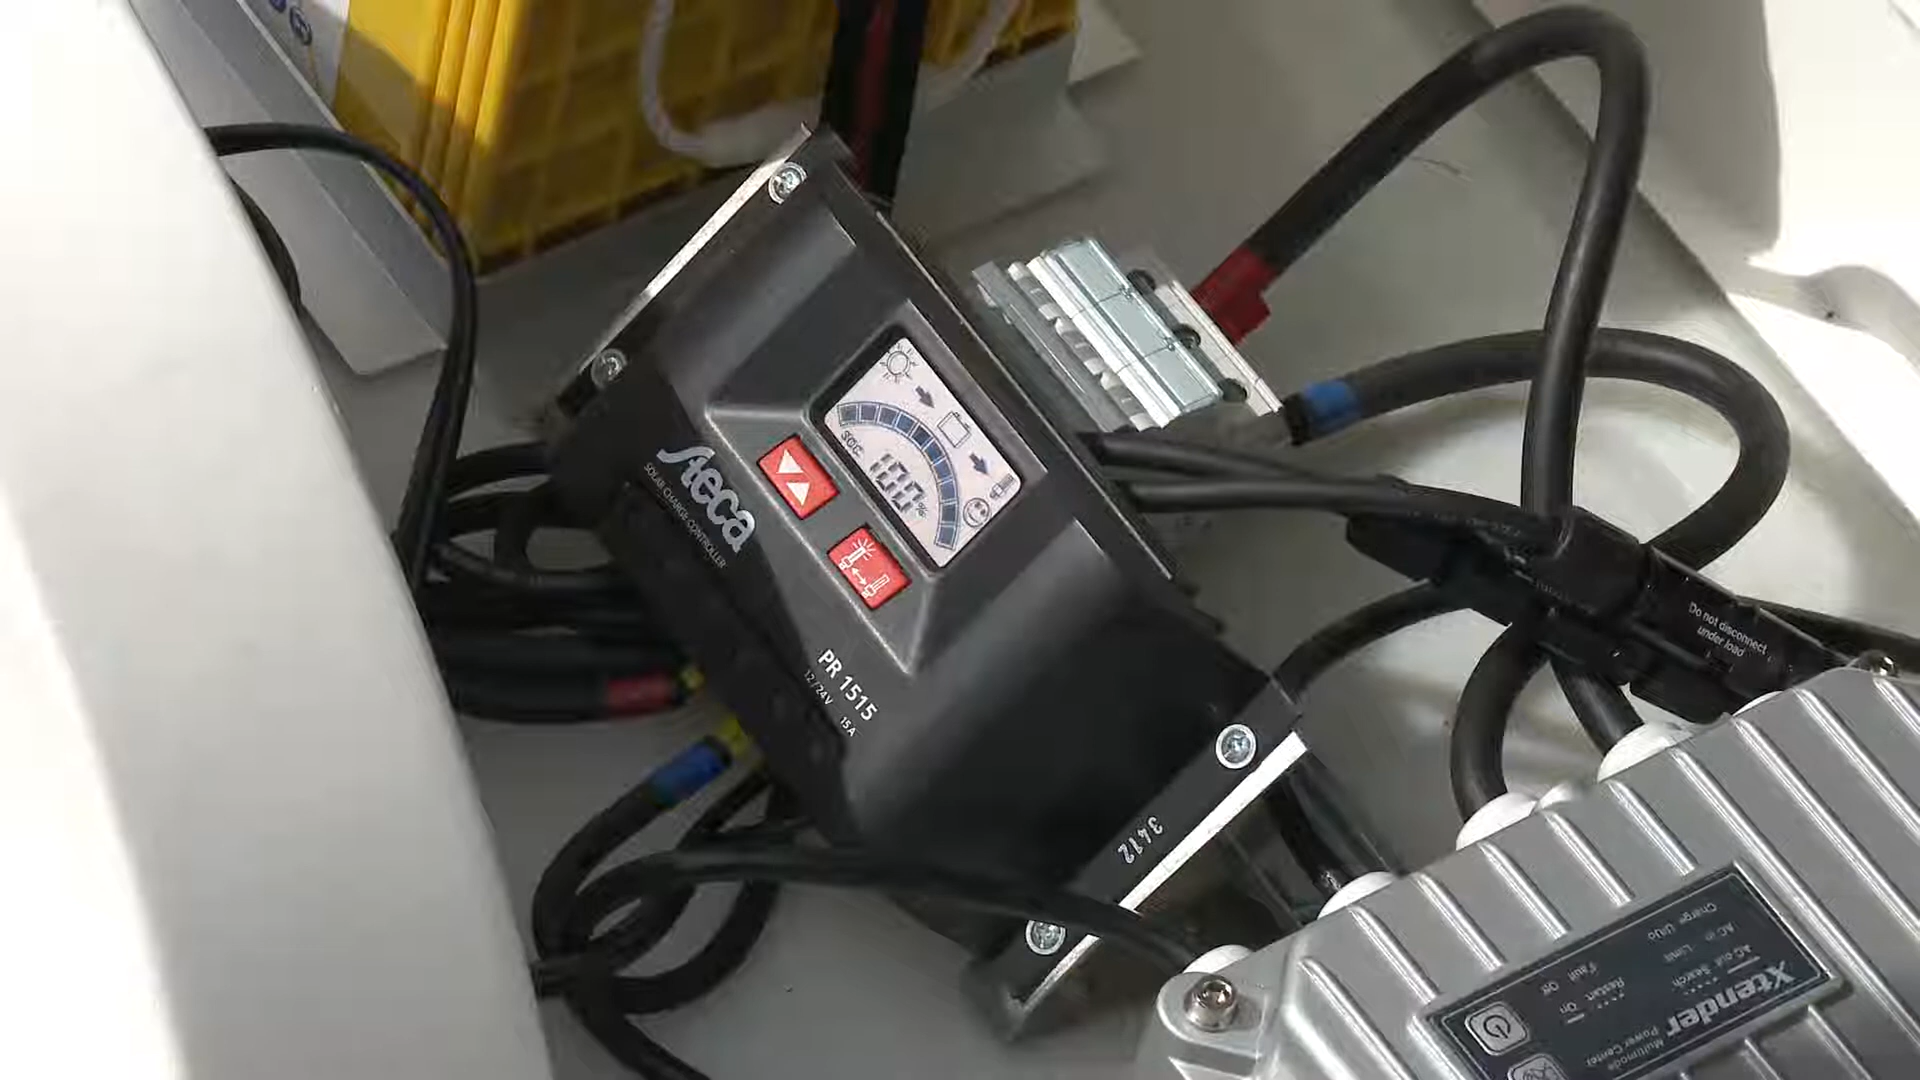 SOC
100%
Steca
SOLAR CHARGE CONTROLLER
PR 1515
12/24V 15A
3412
Do not disconnect
under load
Xtender
Multimode
Power Center
AC out Search
AC in Limit
Charge U/Uo
Restart On
Fault Off